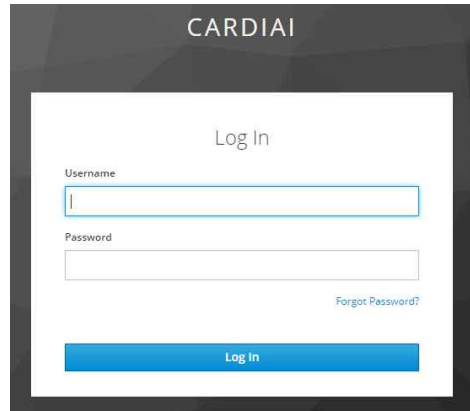 CARDIAI
Log In
Username
Password
Forgot Password?
Log In